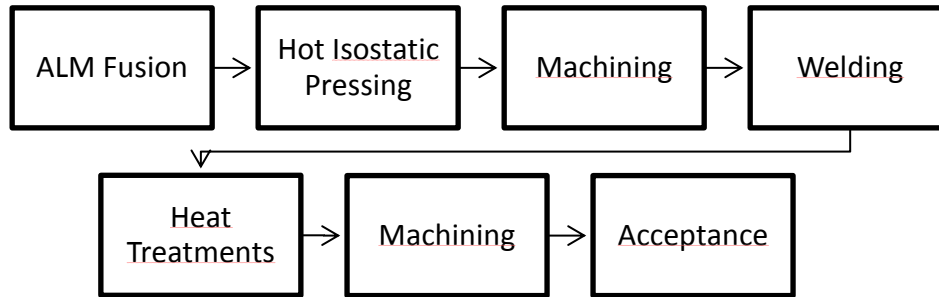 ALM Fusion
Hot Isostatic
Pressing
Machining
Welding
Heat
Treatments
Machining
Acceptance